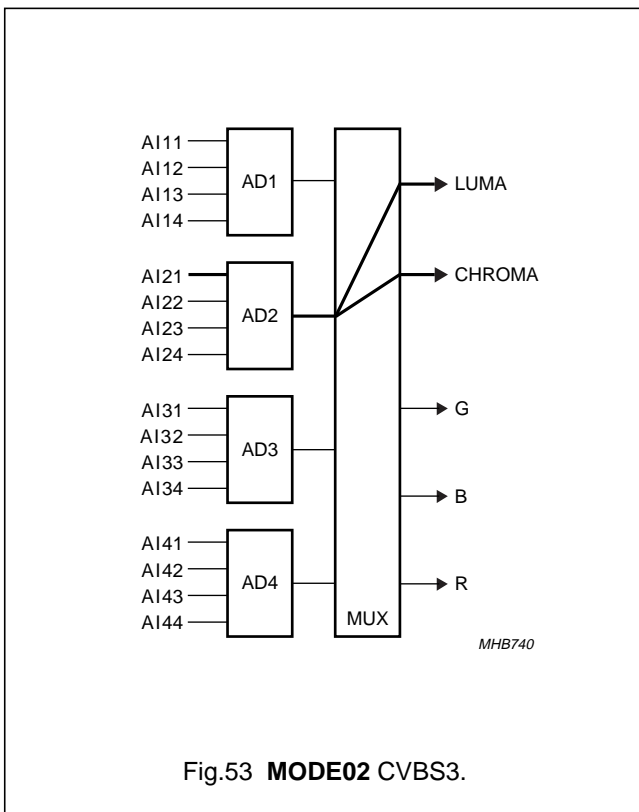 AI11
AI12
AI13
AI14
AD1
LUMA
AI21
AI22
AI23
AI24
AD2
CHROMA
AI31
AI32
AI33
AI34
AD3
G
B
AI41
AI42
AI43
AI44
AD4
R
MUX
MHB740
Fig.53 MODE02 CVBS3.